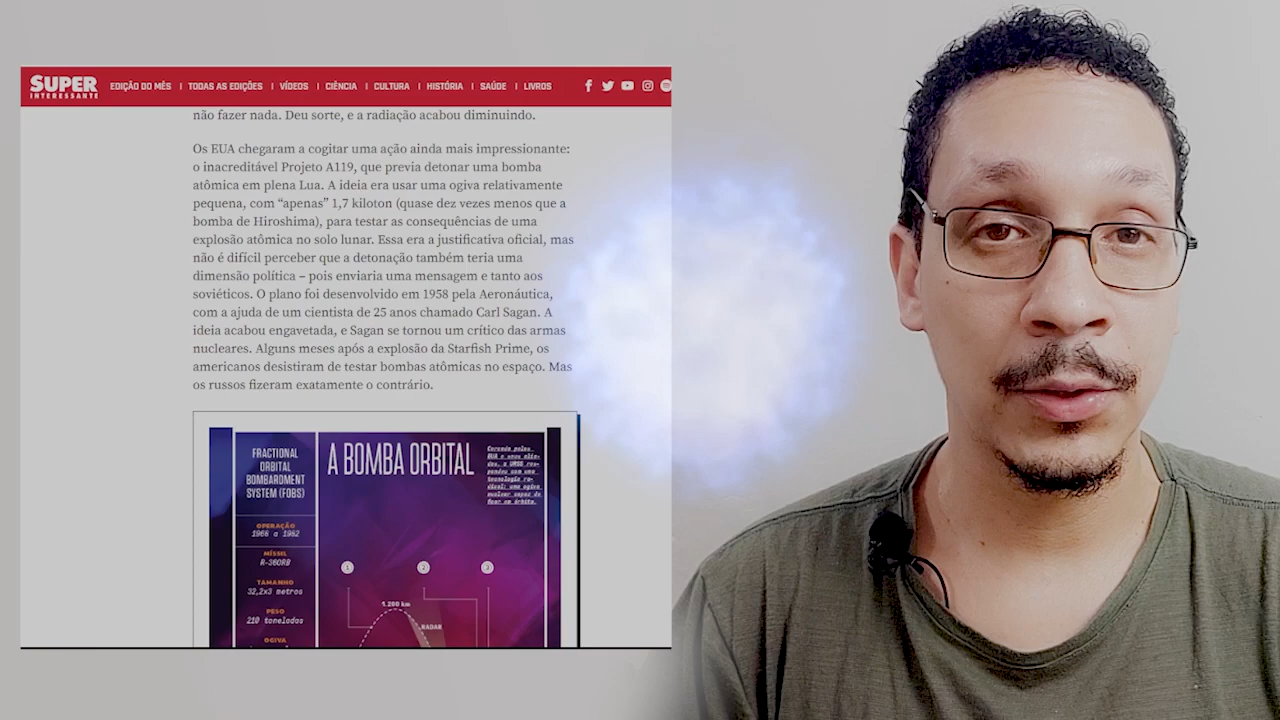 SUPER
INTERESSANTE
EDIÇÃO DO MÊS | TODAS AS EDIÇÕES | VÍDEOS | CIÊNCIA | CULTURA | HISTÓRIA | SAÚDE | LIVROS
não fazer nada. Deu sorte, e a radiação acabou diminuindo.
Os EUA chegaram a cogitar uma ação ainda mais impressionante:
o inacreditável Projeto A119, que previa detonar uma bomba
atômica em plena Lua. A ideia era usar uma ogiva relativamente
pequena, com “apenas” 1,7 kiloton (quase dez vezes menos que a
bomba de Hiroshima), para testar as consequências de uma
explosão atômica no solo lunar. Essa era a justificativa oficial, mas
não é difícil perceber que a detonação também teria uma
dimensão política – pois enviaria uma mensagem e tanto aos
soviéticos. O plano foi desenvolvido em 1958 pela Aeronáutica,
com a ajuda de um cientista de 25 anos chamado Carl Sagan. A
ideia acabou engavetada, e Sagan se tornou um crítico das armas
nucleares. Alguns meses após a explosão da Starfish Prime, os
americanos desistiram de testar bombas atômicas no espaço. Mas
os russos fizeram exatamente o contrário.
FRACTIONAL
ORBITAL
BOMBARDMENT
SYSTEM (FOBS)
OPERAÇÃO
1966 a 1982
MÍSSIL
R-36ORB
TAMANHO
32,2x3 metros
PESO
210 toneladas
OGIVA
A BOMBA ORBITAL
1
2
3
1.200 km
RADAR